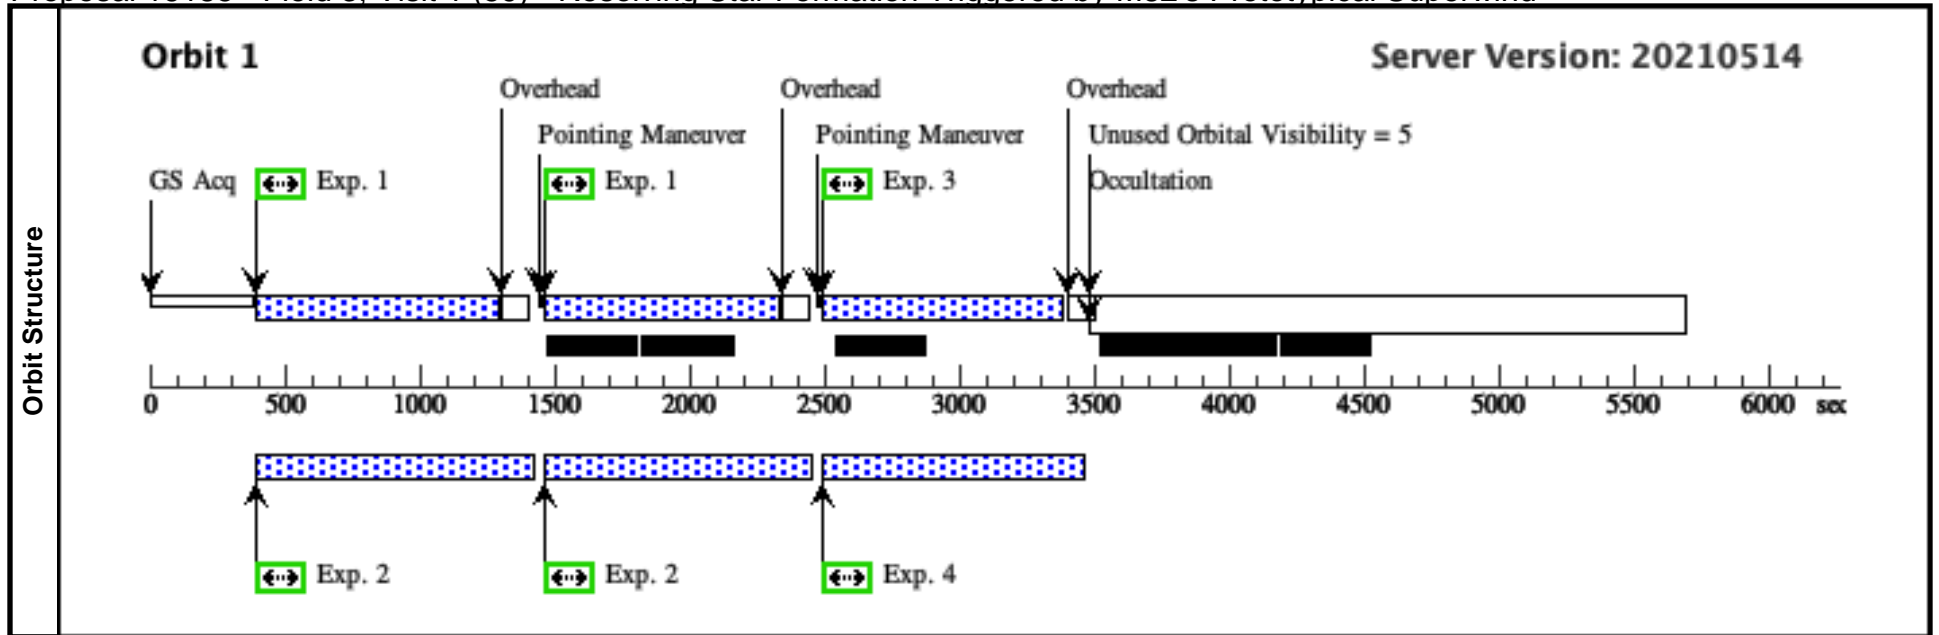 Orbit 1
Server Version: 20210514
Overhead
Overhead
Overhead
Pointing Maneuver
Pointing Maneuver
Unused Orbital Visibility = 5
GS Acq
Exp. 1
Exp. 1
Exp. 3
Occultation
Orbit Structure
0 500 1000 1500 2000 2500 3000 3500 4000 4500 5000 5500 6000 sec
Exp. 2
Exp. 2
Exp. 4